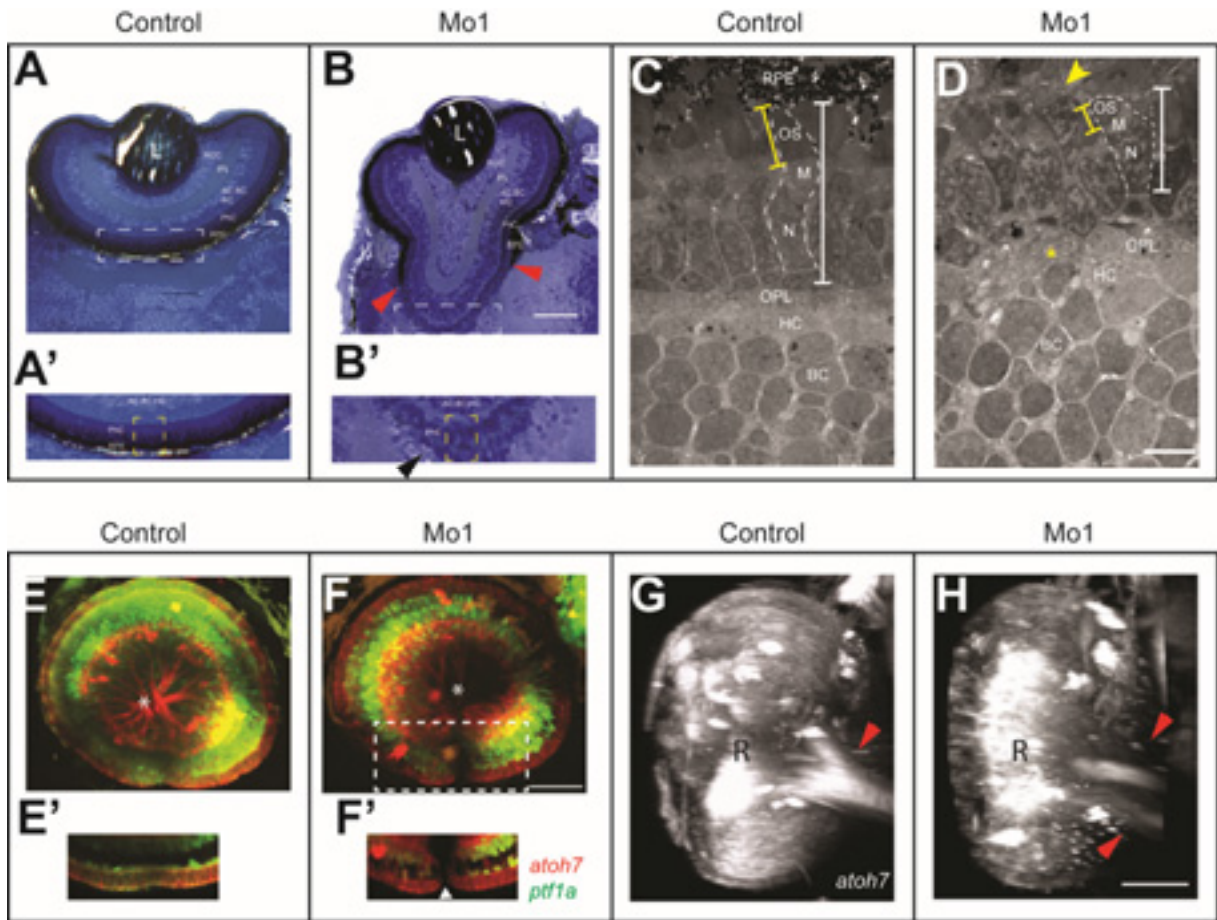 Control Mo1 Control Mo1
A B C D
L
L
RPE
OS
M
N
OPL
HC
BC
OS
M
N
OPL
HC
BC
A’ B’
Control Mo1 Control Mo1
E F G H
*
*
R
R
E’ F’
atoh7
ptf1a
atoh7